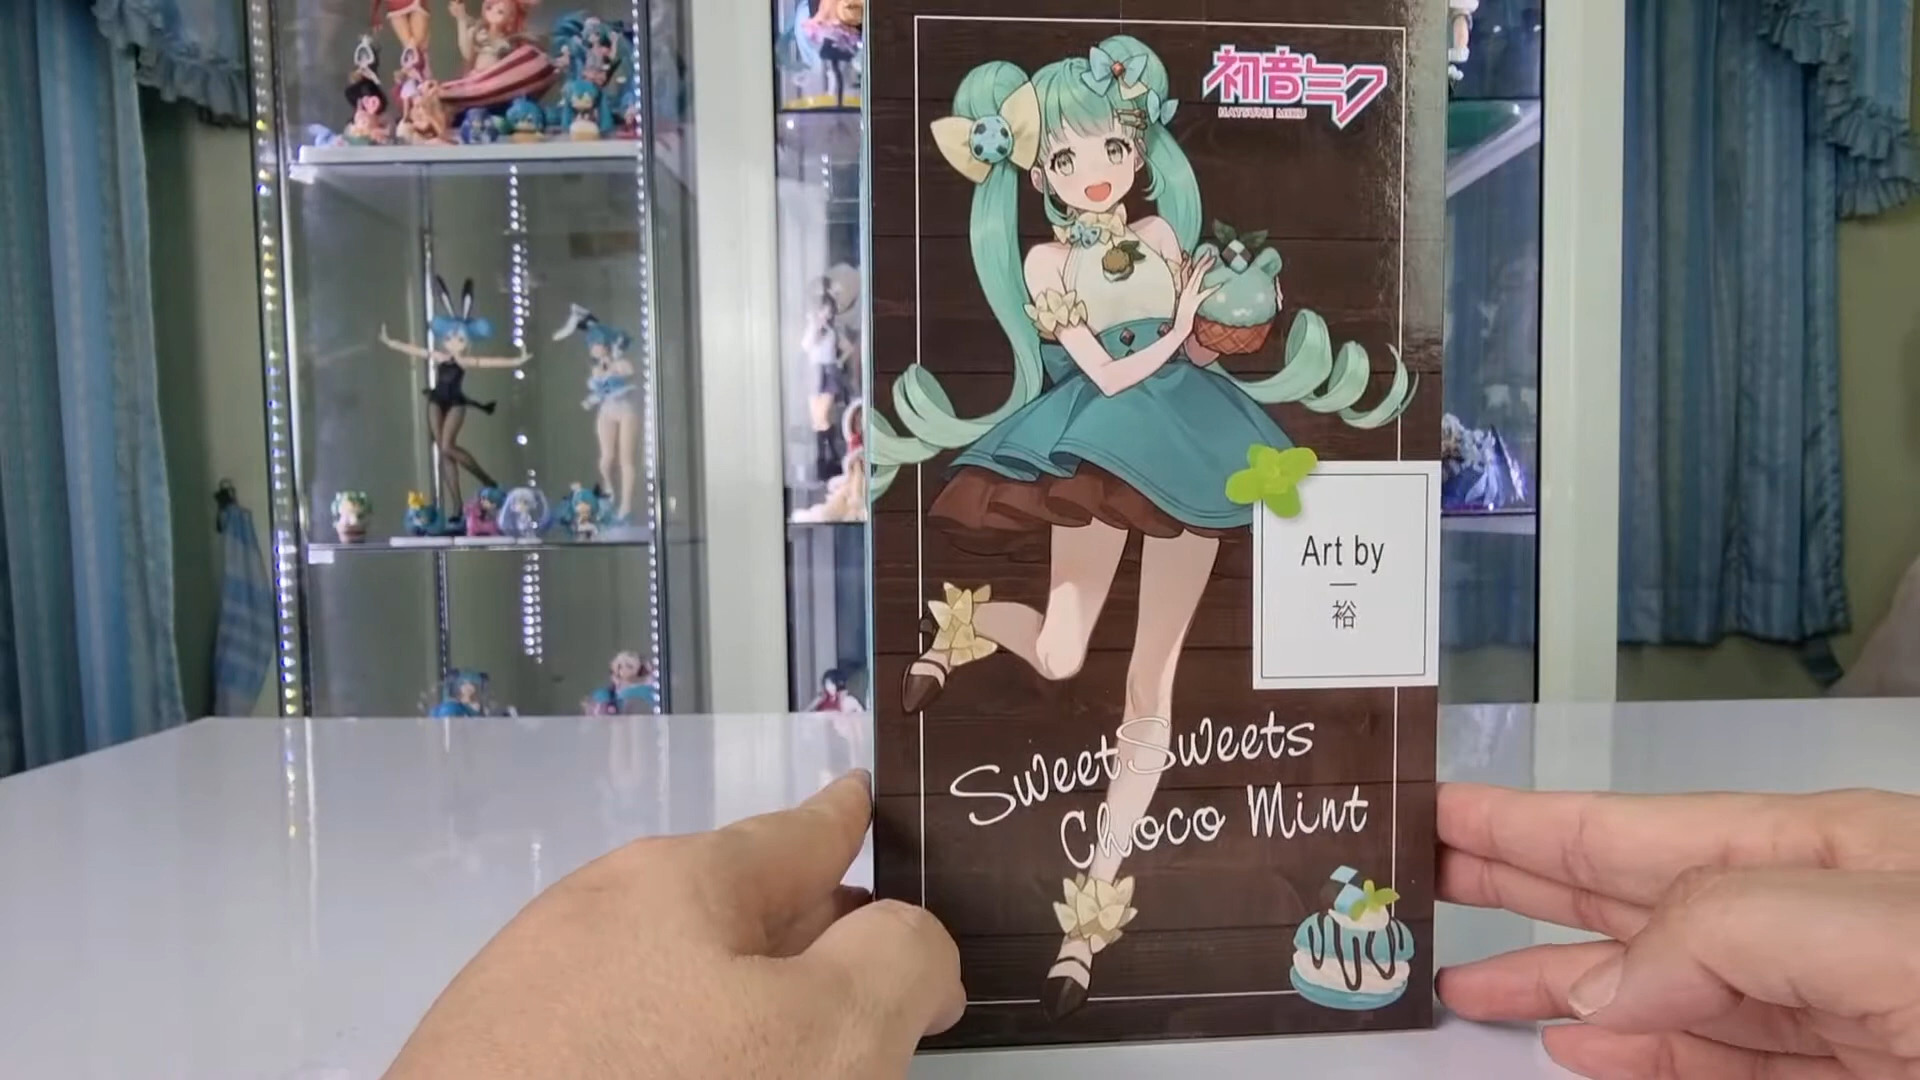 初音ミク
HATSUNE MIKU
Art by
裕
Sweet Sweets
Choco Mint